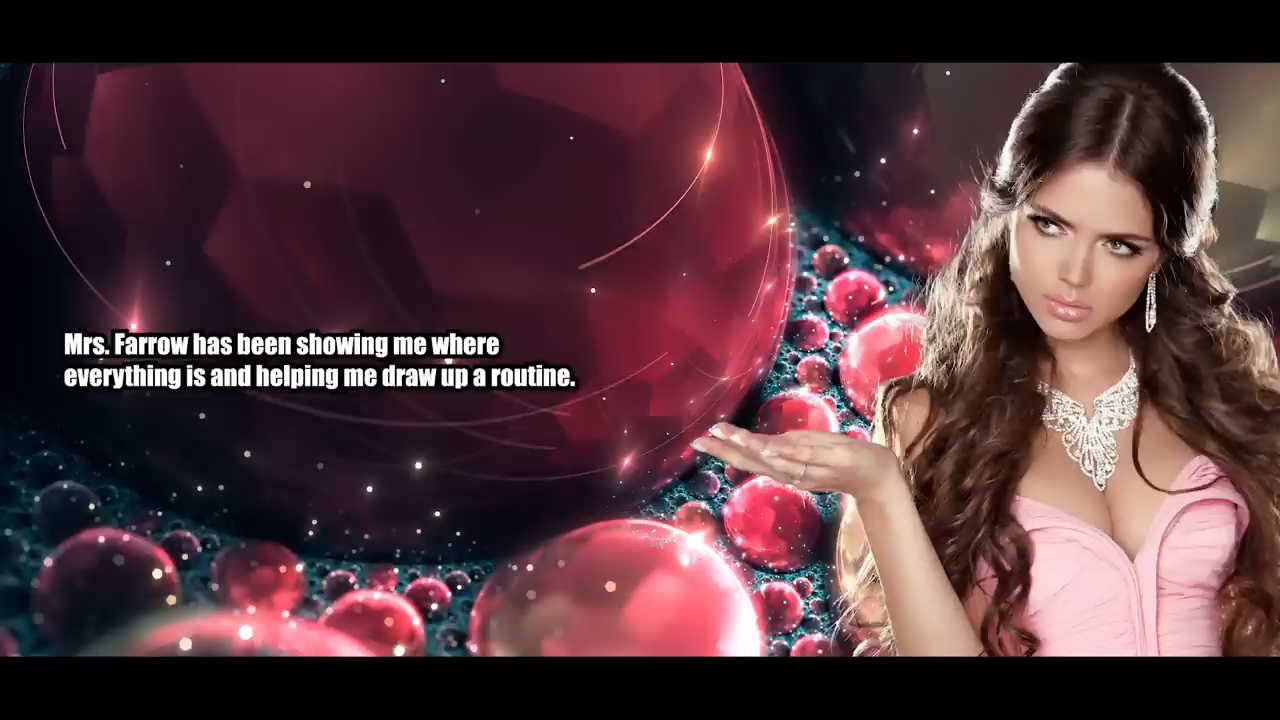 Mrs. Farrow has been showing me where
everything is and helping me draw up a routine.